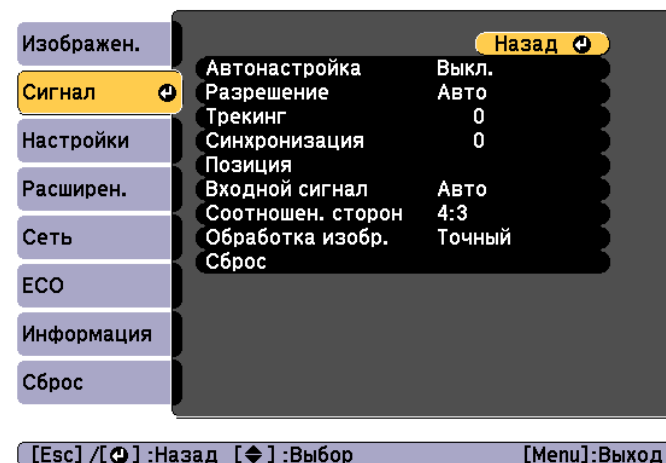 Изображен.
Сигнал
Настройки
Расширен.
Сеть
ECO
Информация
Сброс
Назад
Автонастройка Выкл.
Разрешение Авто
Трекинг 0
Синхронизация 0
Позиция
Входной сигнал Авто
Соотношен. сторон 4:3
Обработка изобр. Точный
Сброс
[Esc] /[⏎] :Назад [◆] :Выбор [Menu]:Выход